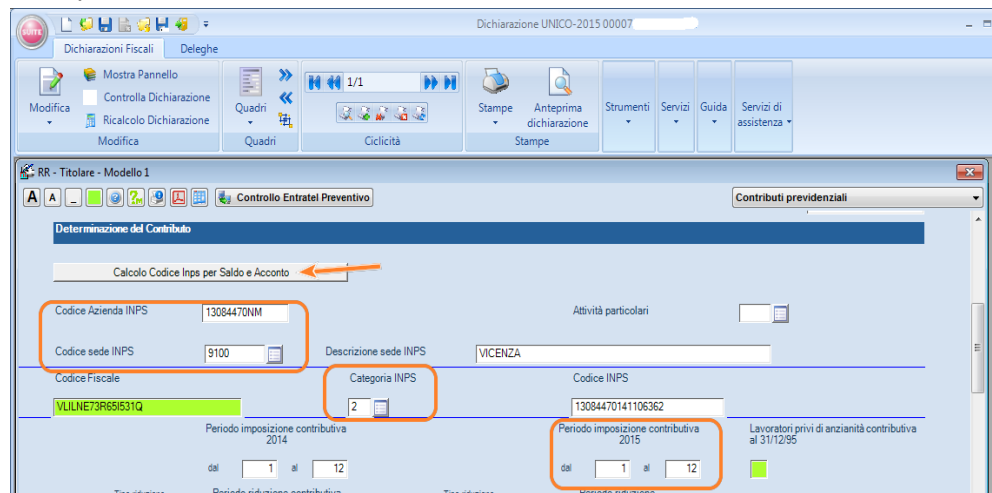 SUITE
Dichiarazione UNICO-2015 00007
Dichiarazioni Fiscali Deleghe
Modifica
Mostra Pannello
Controlla Dichiarazione
Ricalcolo Dichiarazione
Modifica
Quadri
Quadri
1/1
Ciclicità
Stampe
Anteprima
dichiarazione
Stampe
Strumenti
Servizi
Guida
Servizi di
assistenza
RR - Titolare - Modello 1
A A _ Controllo Entratel Preventivo
Contributi previdenziali
Determinazione del Contributo
Calcolo Codice Inps per Saldo e Acconto
Codice Azienda INPS 13084470NM Attività particolari
Codice sede INPS 9100 Descrizione sede INPS VICENZA
Codice Fiscale Categoria INPS Codice INPS
VLILNE73R65I531Q 2 13084470141106362
Periodo imposizione contributiva
2014
dal 1 al 12
Periodo imposizione contributiva
2015
dal 1 al 12
Lavoratori privi di anzianità contributiva
al 31/12/95